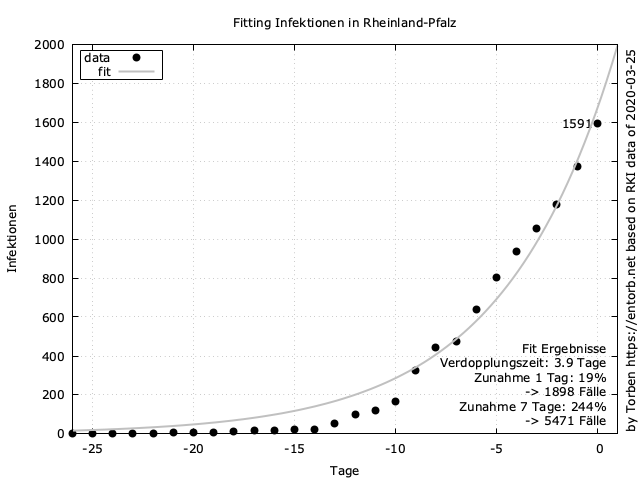 Fitting Infektionen in Rheinland-Pfalz
data
fit
2000
1800
1600
1400
1200
1000
800
600
400
200
0
Infektionen
1591
Fit Ergebnisse
Verdopplungszeit: 3.9 Tage
Zunahme 1 Tag: 19%
-> 1898 Fälle
Zunahme 7 Tage: 244%
-> 5471 Fälle
-25 -20 -15 -10 -5 0
Tage
by Torben https://entorb.net based on RKI data of 2020-03-25